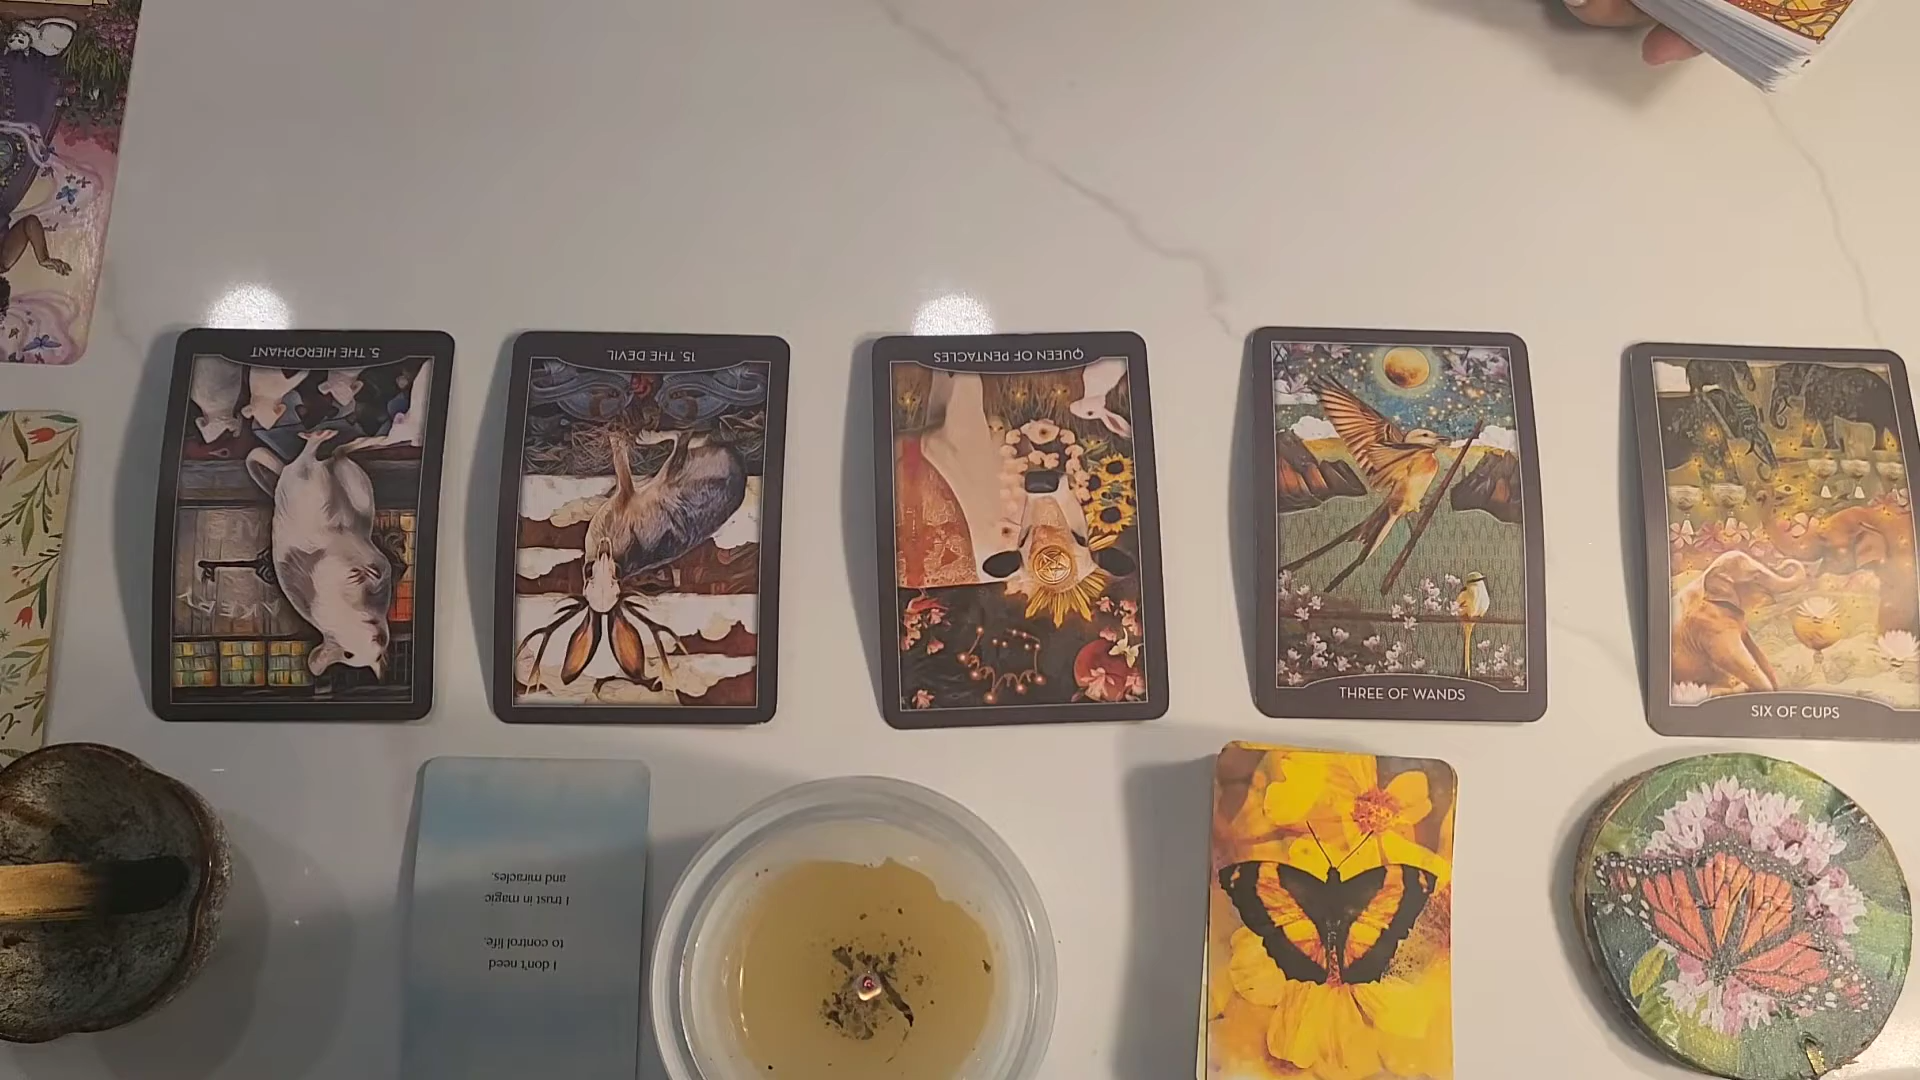 5. THE HIEROPHANT
15. THE DEVIL
QUEEN OF PENTACLES
THREE OF WANDS
SIX OF CUPS
I don't need
to control life.
I trust in magic
and miracles.